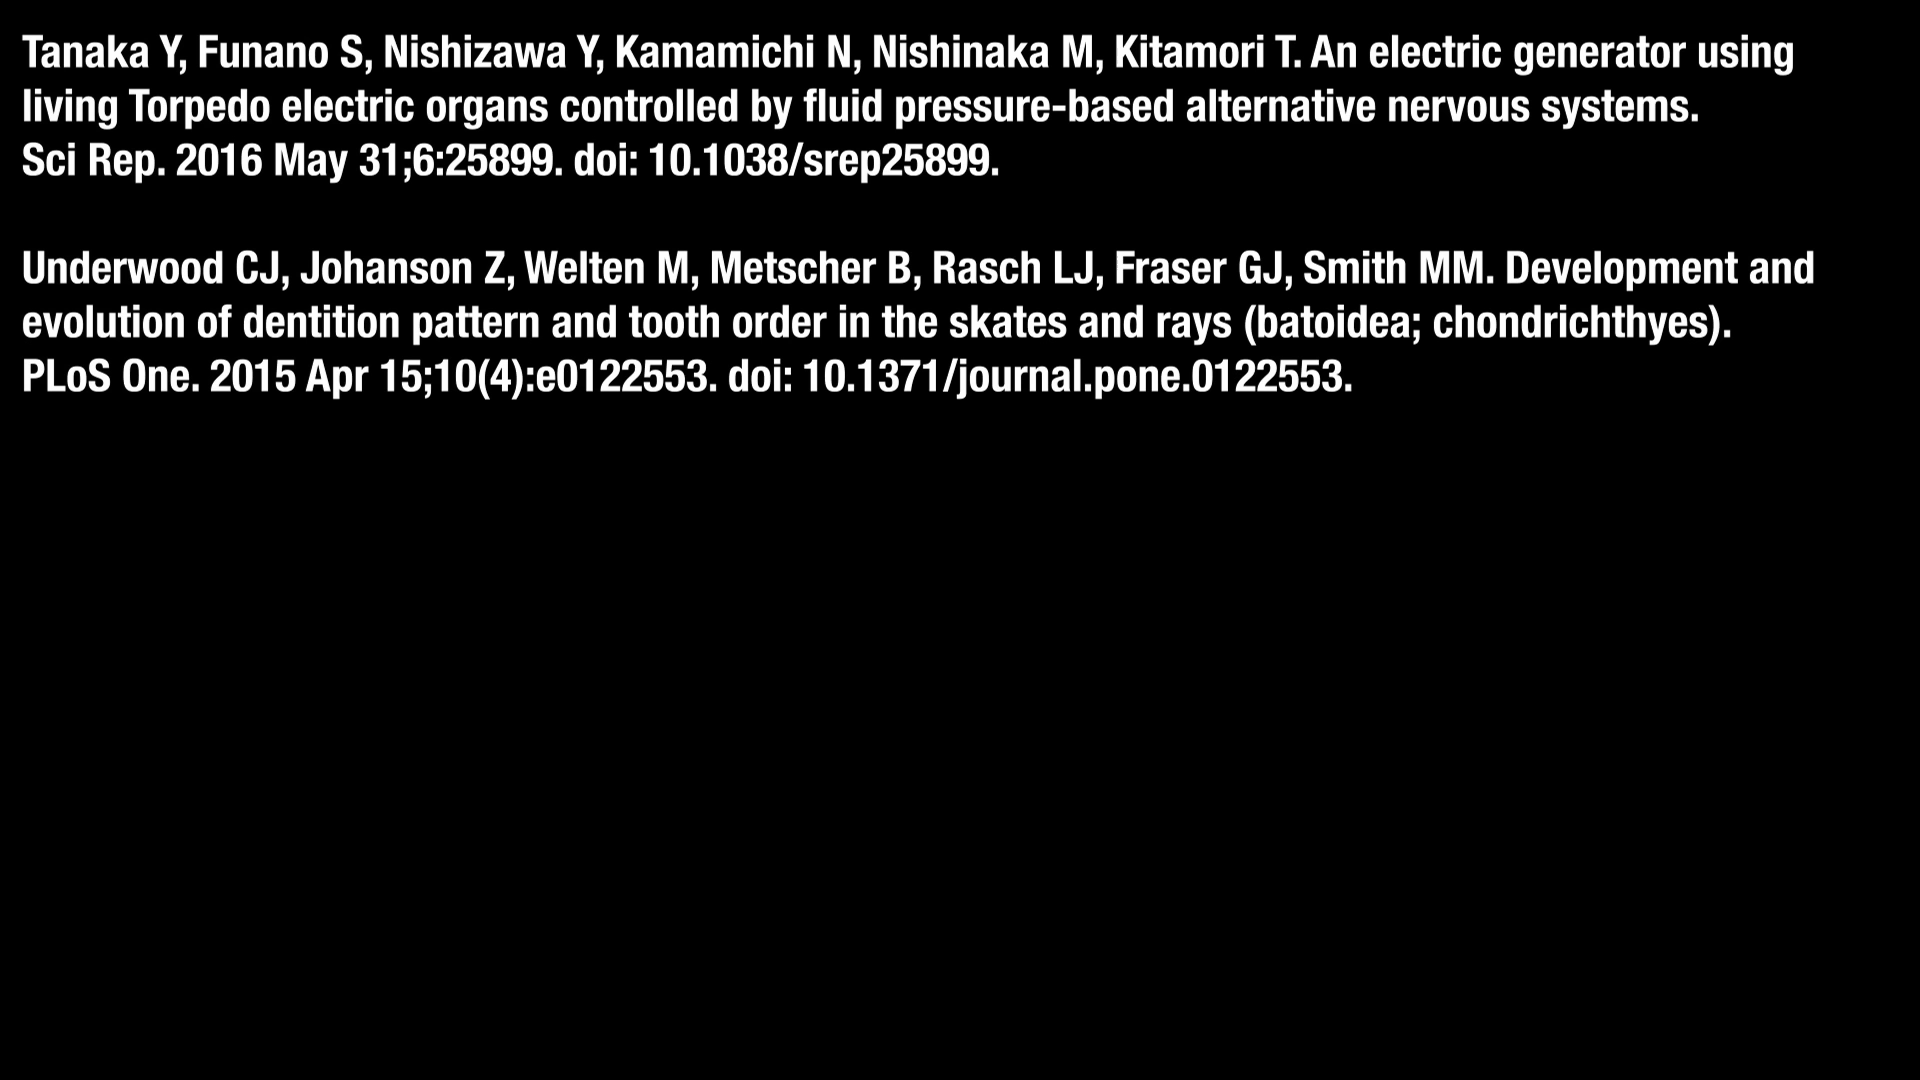 Tanaka Y, Funano S, Nishizawa Y, Kamamichi N, Nishinaka M, Kitamori T. An electric generator using
living Torpedo electric organs controlled by fluid pressure-based alternative nervous systems.
Sci Rep. 2016 May 31;6:25899. doi: 10.1038/srep25899.
Underwood CJ, Johanson Z, Welten M, Metscher B, Rasch LJ, Fraser GJ, Smith MM. Development and
evolution of dentition pattern and tooth order in the skates and rays (batoidea; chondrichthyes).
PLoS One. 2015 Apr 15;10(4):e0122553. doi: 10.1371/journal.pone.0122553.